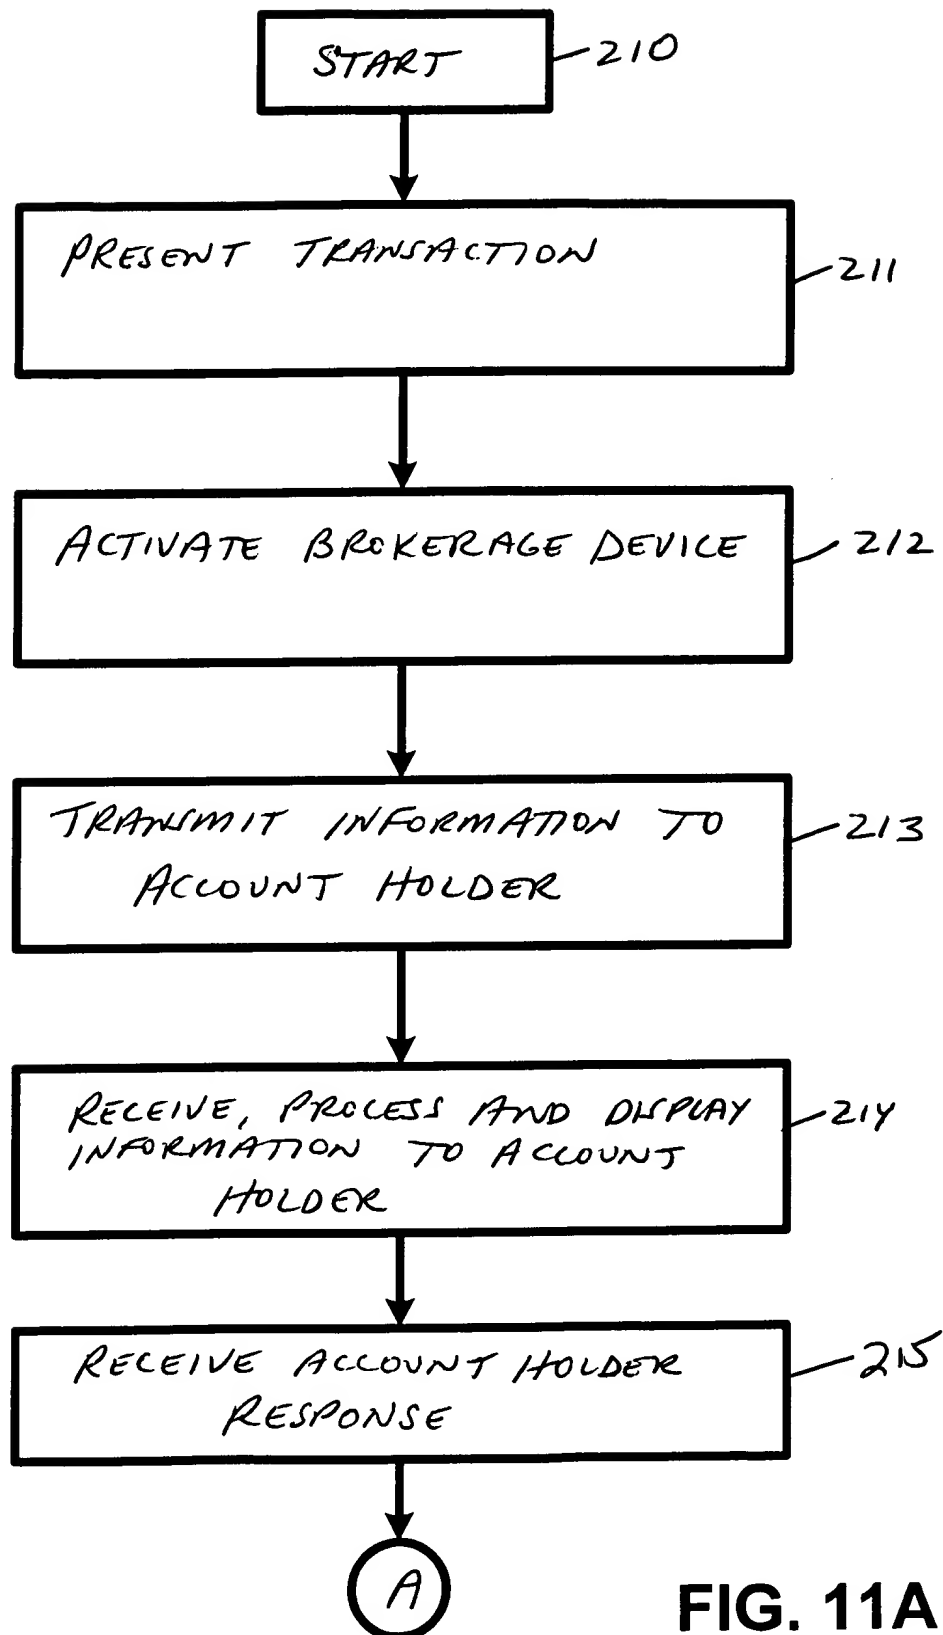 START
210
PRESENT TRANSACTION
211
ACTIVATE BROKERAGE DEVICE
212
TRANSMIT INFORMATION TO
ACCOUNT HOLDER
213
RECEIVE, PROCESS AND DISPLAY
INFORMATION TO ACCOUNT
HOLDER
214
RECEIVE ACCOUNT HOLDER
RESPONSE
215
A
FIG. 11A